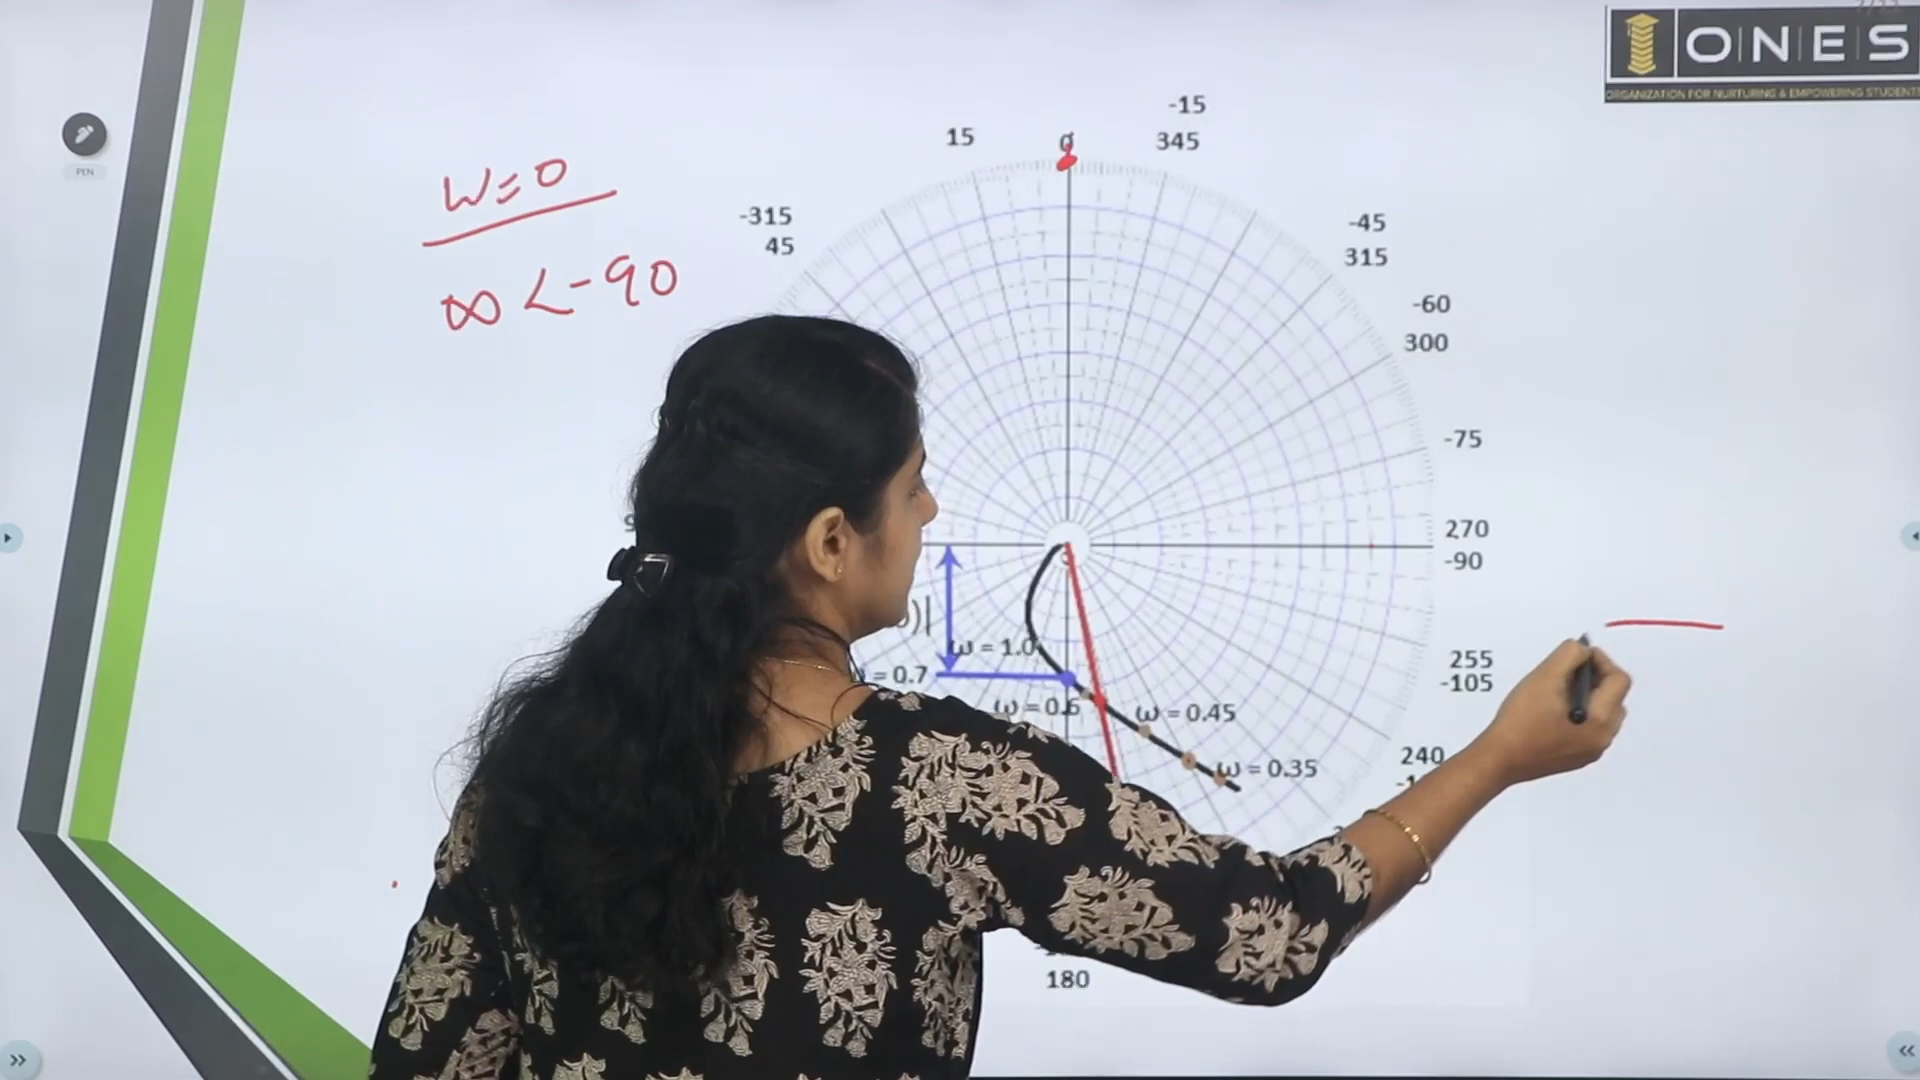 ONES
ORGANIZATION FOR NURTURING & EMPOWERING STUDENTS
PEN
W=0
∞ < -90
-15
15
0
345
-315
45
-45
315
-60
300
-75
270
-90
255
-105
240
ω = 1.0
= 0.7
ω = 0.6
ω = 0.45
ω = 0.35
180